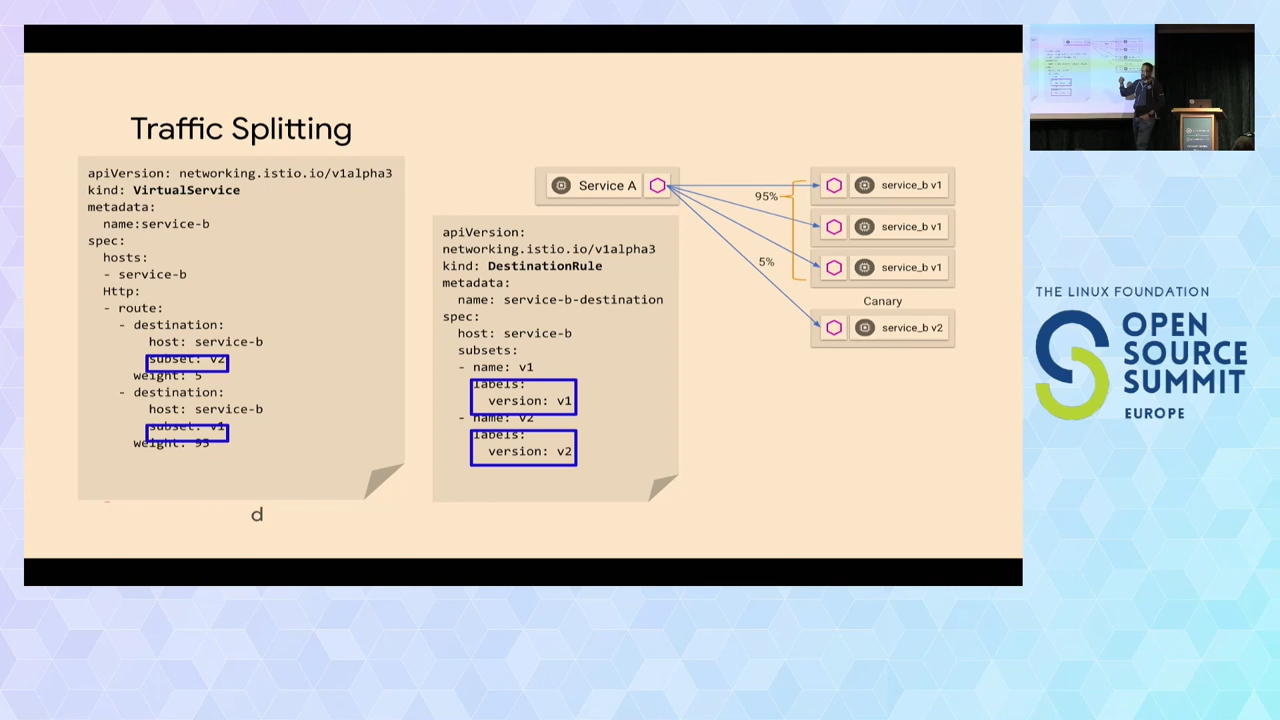 Traffic Splitting
apiVersion: networking.istio.io/v1alpha3
kind: VirtualService
metadata:
name:service-b
spec:
hosts:
- service-b
Http:
- route:
- destination:
host: service-b
subset: v2
weight: 5
- destination:
host: service-b
subset: v1
weight: 95
d
apiVersion:
networking.istio.io/v1alpha3
kind: DestinationRule
metadata:
name: service-b-destination
spec:
host: service-b
subsets:
- name: v1
labels:
version: v1
- name: v2
labels:
version: v2
Service A
95%
5%
service_b v1
service_b v1
service_b v1
Canary
service_b v2
THE LINUX FOUNDATION
OPEN
SOURCE
SUMMIT
EUROPE